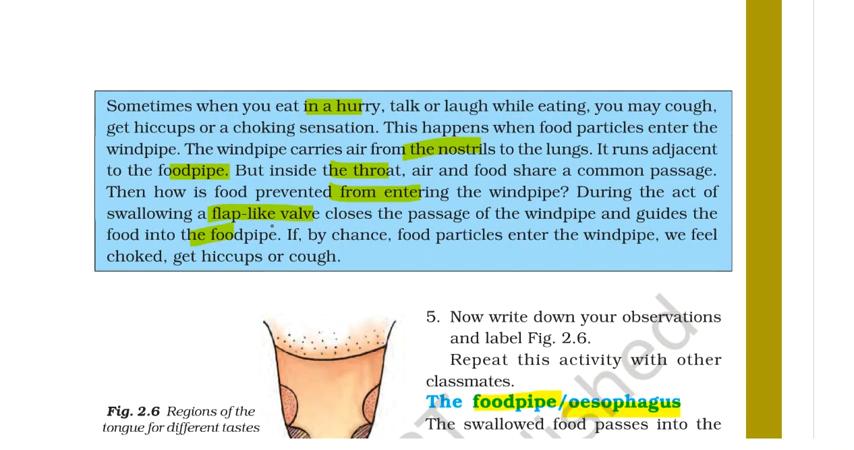 Sometimes when you eat in a hurry, talk or laugh while eating, you may cough,
get hiccups or a choking sensation. This happens when food particles enter the
windpipe. The windpipe carries air from the nostrils to the lungs. It runs adjacent
to the foodpipe. But inside the throat, air and food share a common passage.
Then how is food prevented from entering the windpipe? During the act of
swallowing a flap-like valve closes the passage of the windpipe and guides the
food into the foodpipe. If, by chance, food particles enter the windpipe, we feel
choked, get hiccups or cough.
Fig. 2.6 Regions of the
tongue for different tastes
5. Now write down your observations
and label Fig. 2.6.
Repeat this activity with other
classmates.
The foodpipe/oesophagus
The swallowed food passes into the